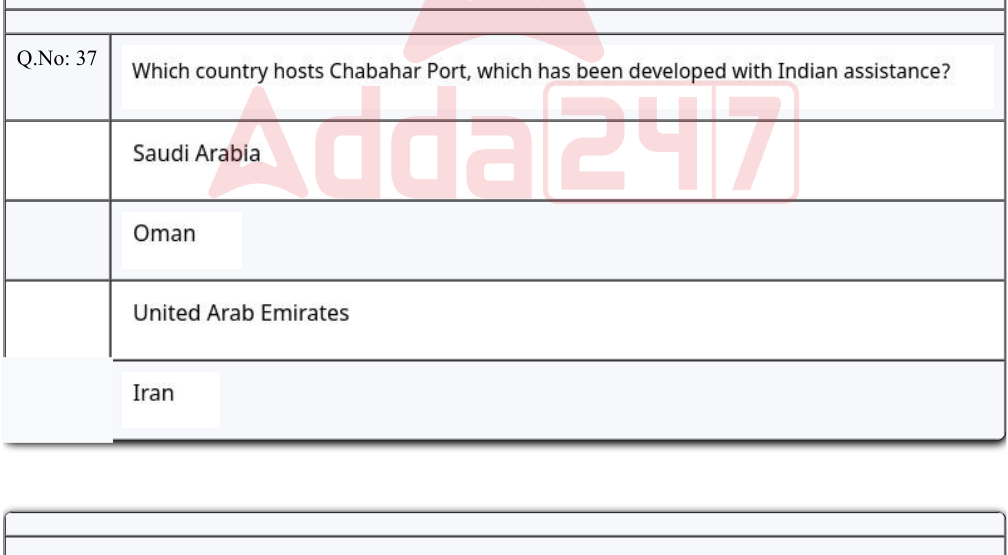 Q.No: 37
Which country hosts Chabahar Port, which has been developed with Indian assistance?
Adda247
Saudi Arabia
Oman
United Arab Emirates
Iran